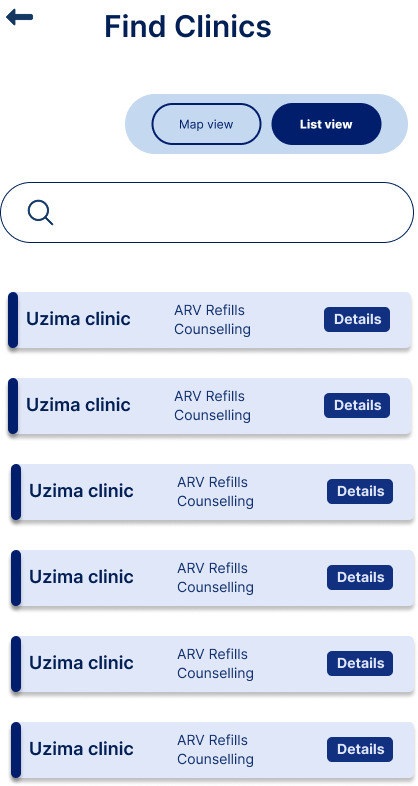 Find Clinics
Map view
List view
Uzima clinic
ARV Refills
Counselling
Details
Uzima clinic
ARV Refills
Counselling
Details
Uzima clinic
ARV Refills
Counselling
Details
Uzima clinic
ARV Refills
Counselling
Details
Uzima clinic
ARV Refills
Counselling
Details
Uzima clinic
ARV Refills
Counselling
Details